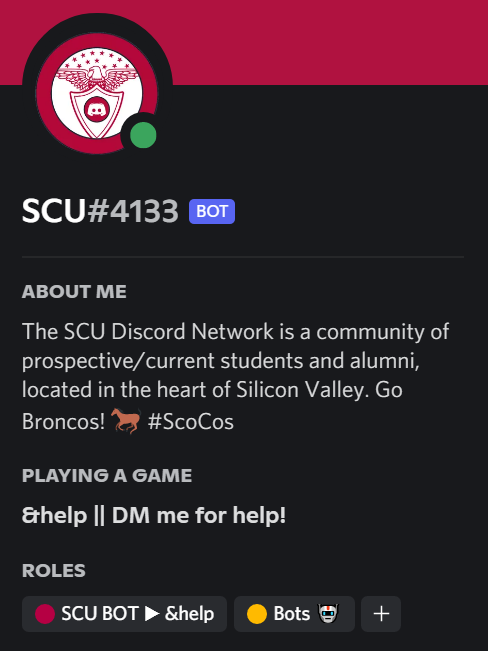 SCU#4133 BOT
ABOUT ME
The SCU Discord Network is a community of
prospective/current students and alumni,
located in the heart of Silicon Valley. Go
Broncos! 🐎 #ScoCos
PLAYING A GAME
&help || DM me for help!
ROLES
SCU BOT ▶ &help Bots 🤖 +